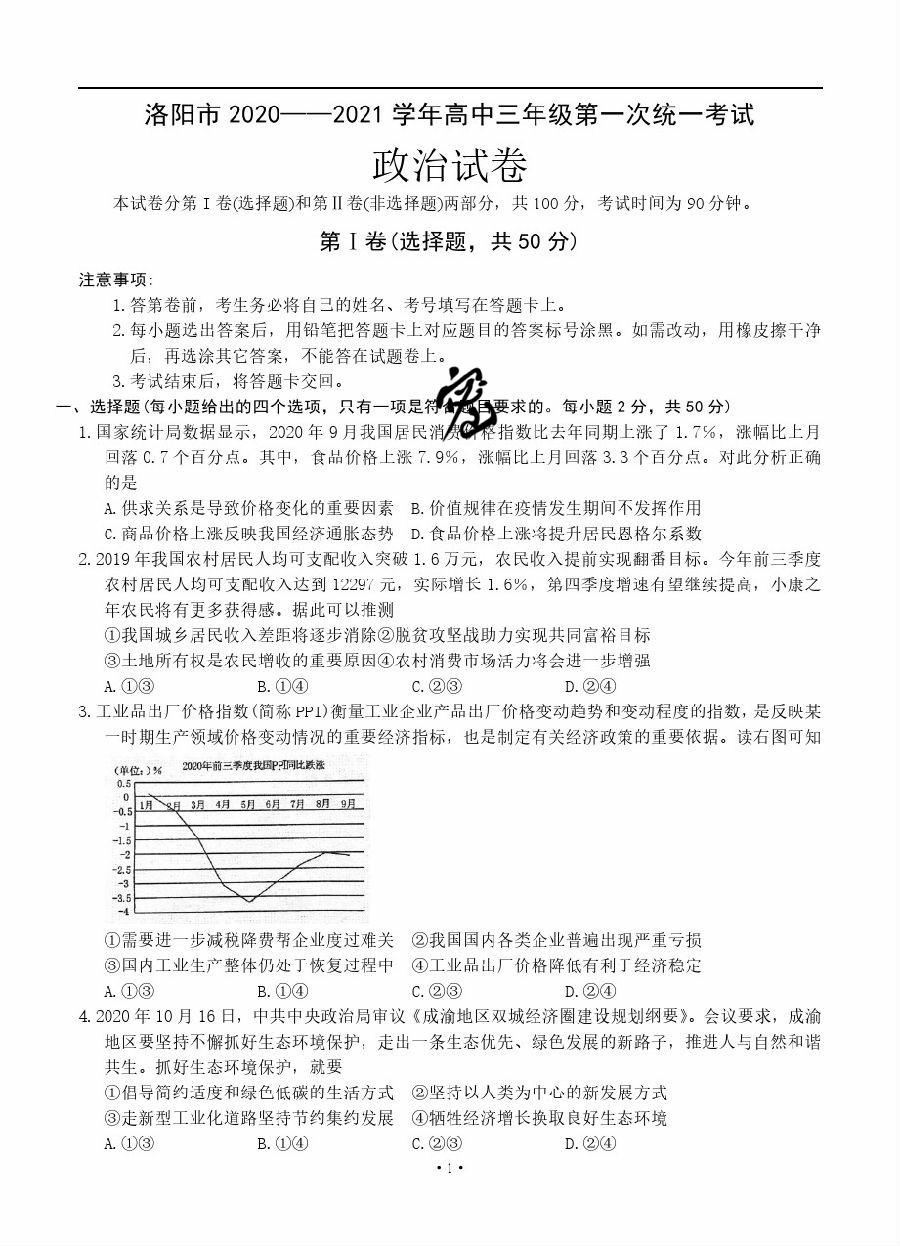 洛阳市 2020——2021 学年高中三年级第一次统一考试
政治试卷
本试卷分第Ⅰ卷(选择题)和第Ⅱ卷(非选择题)两部分，共 100 分，考试时间为 90 分钟。
第Ⅰ卷(选择题，共 50 分)
注意事项:
1. 答第卷前，考生务必将自己的姓名、考号填写在答题卡上。
2. 每小题选出答案后，用铅笔把答题卡上对应题目的答案标号涂黑。如需改动，用橡皮擦干净
后，再选涂其它答案，不能答在试题卷上。
3. 考试结束后，将答题卡交回。
一、选择题(每小题给出的四个选项，只有一项是符合题目要求的。每小题 2 分，共 50 分)
1. 国家统计局数据显示，2020 年 9 月我国居民消费价格指数比去年同期上涨了 1.7%，涨幅比上月
回落 0.7 个百分点。其中，食品价格上涨 7.9%，涨幅比上月回落 3.3 个百分点。对此分析正确
的是
A. 供求关系是导致价格变化的重要因素 B. 价值规律在疫情发生期间不发挥作用
C. 商品价格上涨反映我国经济通胀态势 D. 食品价格上涨将提升居民恩格尔系数
2. 2019 年我国农村居民人均可支配收入突破 1.6 万元，农民收入提前实现翻番目标。今年前三季度
农村居民人均可支配收入达到 12297 元，实际增长 1.6%，第四季度增速有望继续提高，小康之
年农民将有更多获得感。据此可以推测
①我国城乡居民收入差距将逐步消除②脱贫攻坚战助力实现共同富裕目标
③土地所有权是农民增收的重要原因④农村消费市场活力将会进一步增强
A. ①③ B. ①④ C. ②③ D. ②④
3. 工业品出厂价格指数(简称 PPI)衡量工业企业产品出厂价格变动趋势和变动程度的指数，是反映某
一时期生产领域价格变动情况的重要经济指标，也是制定有关经济政策的重要依据。读右图可知
(单位:)% 2020年前三季度我国PPI同比跌涨
0.5
0
1月 2月 3月 4月 5月 6月 7月 8月 9月
-0.5
-1
-1.5
-2
-2.5
-3
-3.5
-4
①需要进一步减税降费帮企业度过难关 ②我国国内各类企业普遍出现严重亏损
③国内工业生产整体仍处于恢复过程中 ④工业品出厂价格降低有利于经济稳定
A. ①③ B. ①④ C. ②③ D. ②④
4. 2020 年 10 月 16 日，中共中央政治局审议《成渝地区双城经济圈建设规划纲要》。会议要求，成渝
地区要坚持不懈抓好生态环境保护，走出一条生态优先、绿色发展的新路子，推进人与自然和谐
共生。抓好生态环境保护，就要
①倡导简约适度和绿色低碳的生活方式 ②坚持以人类为中心的新发展方式
③走新型工业化道路坚持节约集约发展 ④牺牲经济增长换取良好生态环境
A. ①③ B. ①④ C. ②③ D. ②④
·1·